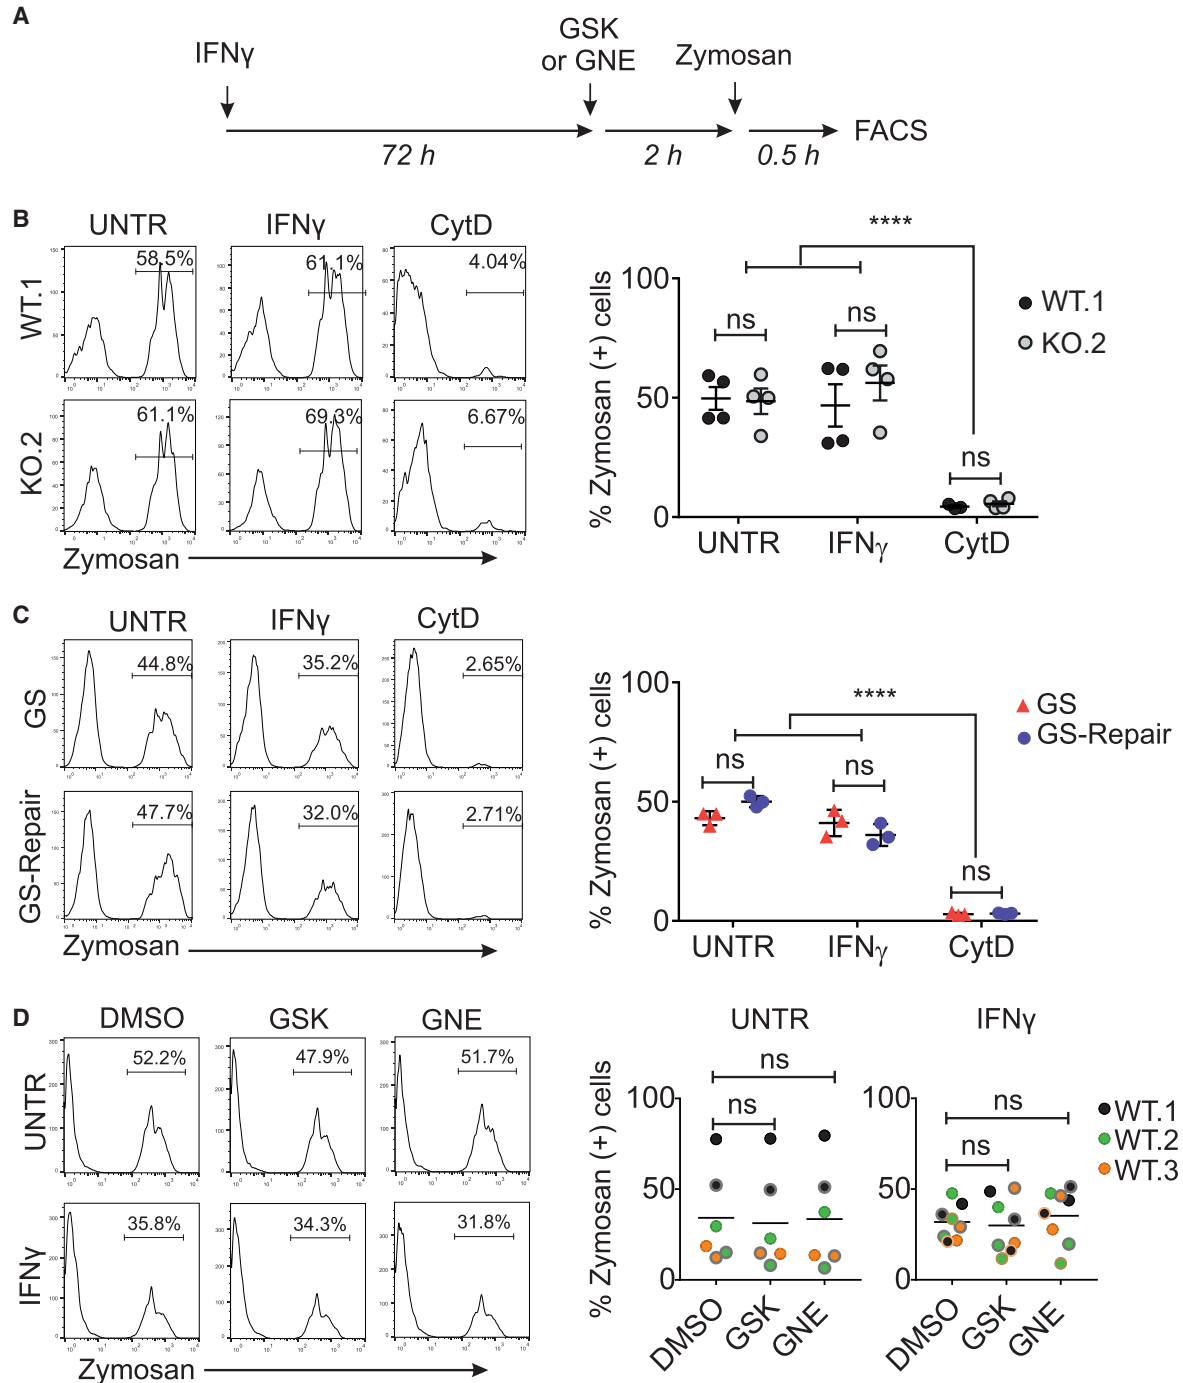 A
IFNγ
GSK
or GNE
Zymosan
72 h
2 h
0.5 h
FACS
B
UNTR
IFNγ
CytD
WT.1
58.5%
61.1%
4.04%
KO.2
61.1%
69.3%
6.67%
Zymosan
% Zymosan (+) cells
100
50
0
ns
ns
ns
****
UNTR
IFNγ
CytD
WT.1
KO.2
C
UNTR
IFNγ
CytD
GS
44.8%
35.2%
2.65%
GS-Repair
47.7%
32.0%
2.71%
Zymosan
% Zymosan (+) cells
100
50
0
ns
ns
ns
****
UNTR
IFNγ
CytD
GS
GS-Repair
D
DMSO
GSK
GNE
UNTR
52.2%
47.9%
51.7%
IFNγ
35.8%
34.3%
31.8%
Zymosan
UNTR
% Zymosan (+) cells
100
50
0
ns
ns
DMSO
GSK
GNE
IFNγ
100
50
0
ns
ns
DMSO
GSK
GNE
WT.1
WT.2
WT.3